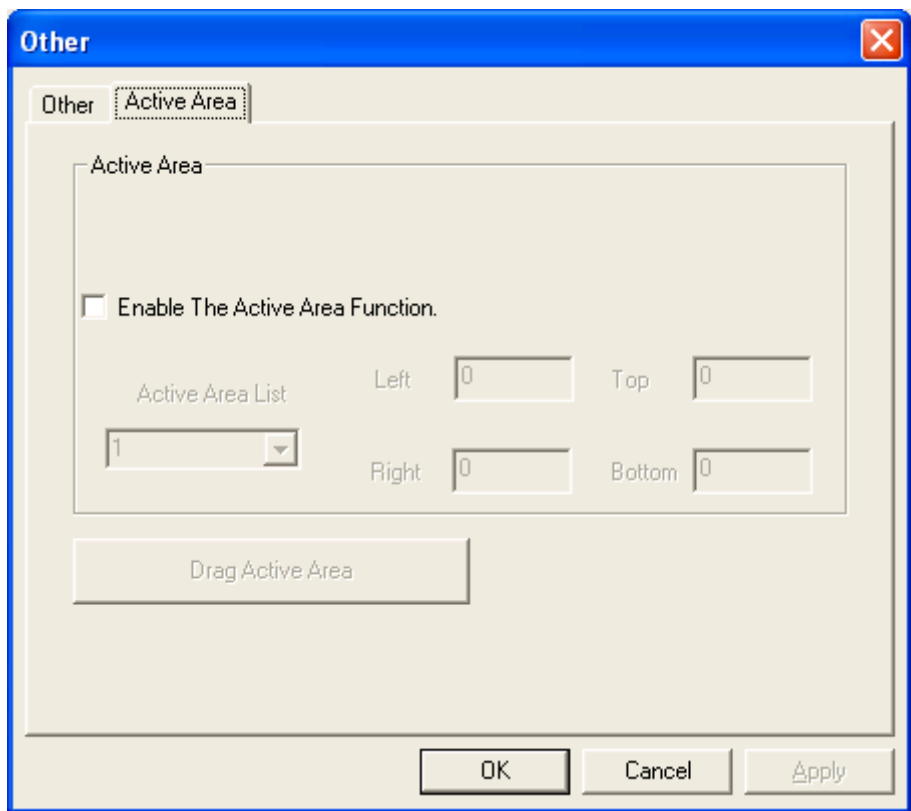 Other
Other Active Area
Active Area
Enable The Active Area Function.
Active Area List
1
Left 0 Top 0
Right 0 Bottom 0
Drag Active Area
OK Cancel Apply